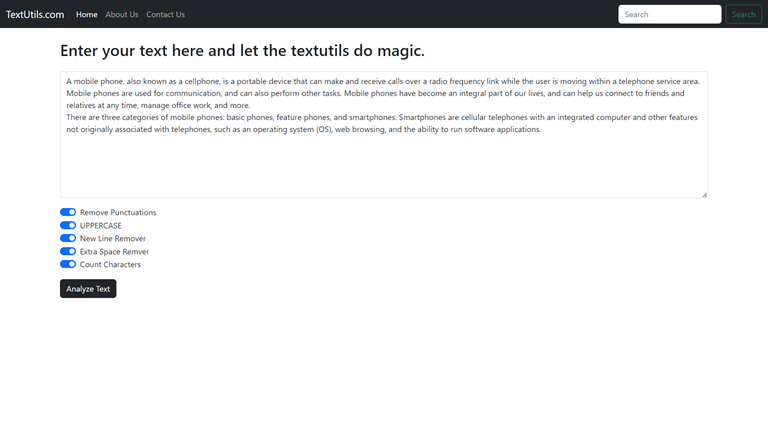 TextUtils.com Home About Us Contact Us Search Search
Enter your text here and let the textutils do magic.
A mobile phone, also known as a cellphone, is a portable device that can make and receive calls over a radio frequency link while the user is moving within a telephone service area.
Mobile phones are used for communication, and can also perform other tasks. Mobile phones have become an integral part of our lives, and can help us connect to friends and
relatives at any time, manage office work, and more.
There are three categories of mobile phones: basic phones, feature phones, and smartphones. Smartphones are cellular telephones with an integrated computer and other features
not originally associated with telephones, such as an operating system (OS), web browsing, and the ability to run software applications.
Remove Punctuations
UPPERCASE
New Line Remover
Extra Space Remver
Count Characters
Analyze Text